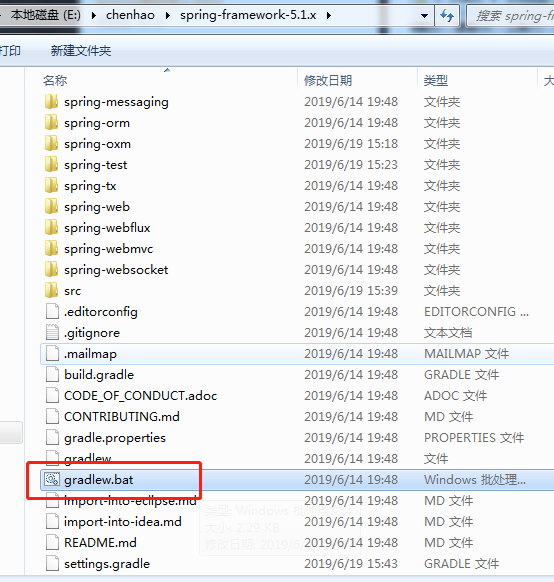 本地磁盘 (E:) ▸ chenhao ▸ spring-framework-5.1.x ▸ 搜索 spring-fr
打印 新建文件夹
名称 修改日期 类型 大
spring-messaging 2019/6/14 19:48 文件夹
spring-orm 2019/6/14 19:48 文件夹
spring-oxm 2019/6/19 15:18 文件夹
spring-test 2019/6/19 15:23 文件夹
spring-tx 2019/6/14 19:48 文件夹
spring-web 2019/6/14 19:48 文件夹
spring-webflux 2019/6/14 19:48 文件夹
spring-webmvc 2019/6/14 19:48 文件夹
spring-websocket 2019/6/14 19:48 文件夹
src 2019/6/19 15:39 文件夹
.editorconfig 2019/6/14 19:48 EDITORCONFIG ...
.gitignore 2019/6/14 19:48 文本文档
.mailmap 2019/6/14 19:48 MAILMAP 文件
build.gradle 2019/6/14 19:48 GRADLE 文件
CODE_OF_CONDUCT.adoc 2019/6/14 19:48 ADOC 文件
CONTRIBUTING.md 2019/6/14 19:48 MD 文件
gradle.properties 2019/6/14 19:48 PROPERTIES 文件
gradlew 2019/6/14 19:48 文件
gradlew.bat 2019/6/14 19:48 Windows 批处理...
import-into-eclipse.md 2019/6/14 19:48 MD 文件
import-into-idea.md 2019/6/14 19:48 MD 文件
README.md 2019/6/14 19:48 MD 文件
settings.gradle 2019/6/19 15:39 GRADLE 文件
类型: Windows 批处理文件
大小: 2.29 KB
修改日期: 2019/6/